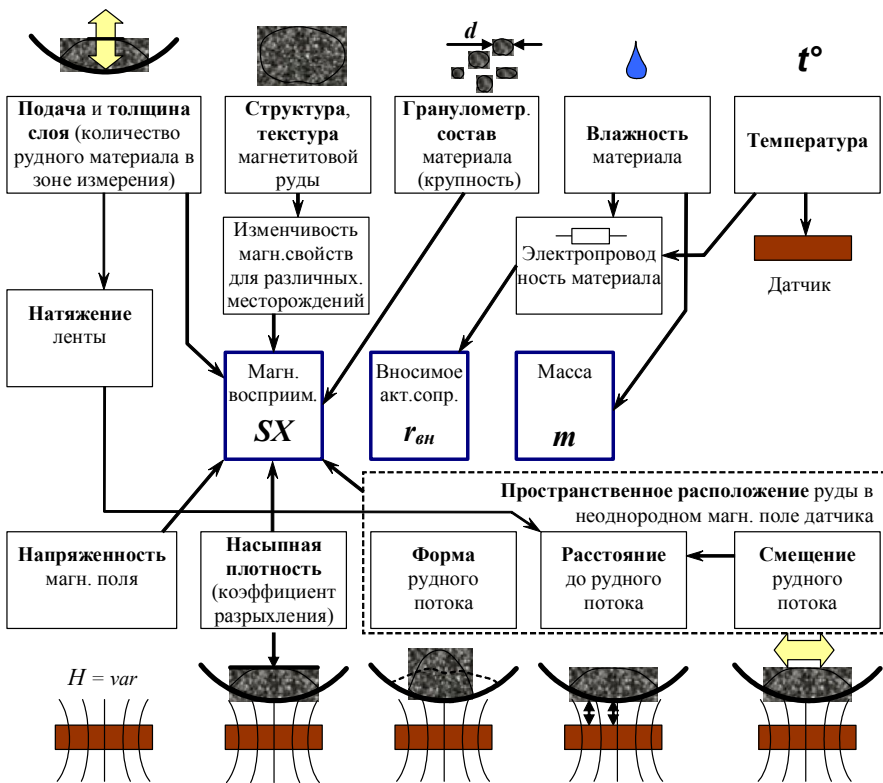 d
t°
Подача и толщина
слоя (количество
рудного материала в
зоне измерения)
Структура,
текстура
магнетитовой
руды
Гранулометр.
состав
материала
(крупность)
Влажность
материала
Температура
Изменчивость
магн.свойств
для различных.
месторождений
Электропровод
ность материала
Датчик
Натяжение
ленты
Магн.
восприим.
SX
Вносимое
акт.сопр.
rвн
Масса
m
Пространственное расположение руды в
неоднородном магн. поле датчика
Напряженность
магн. поля
Насыпная
плотность
(коэффициент
разрыхления)
Форма
рудного
потока
Расстояние
до рудного
потока
Смещение
рудного
потока
H = var